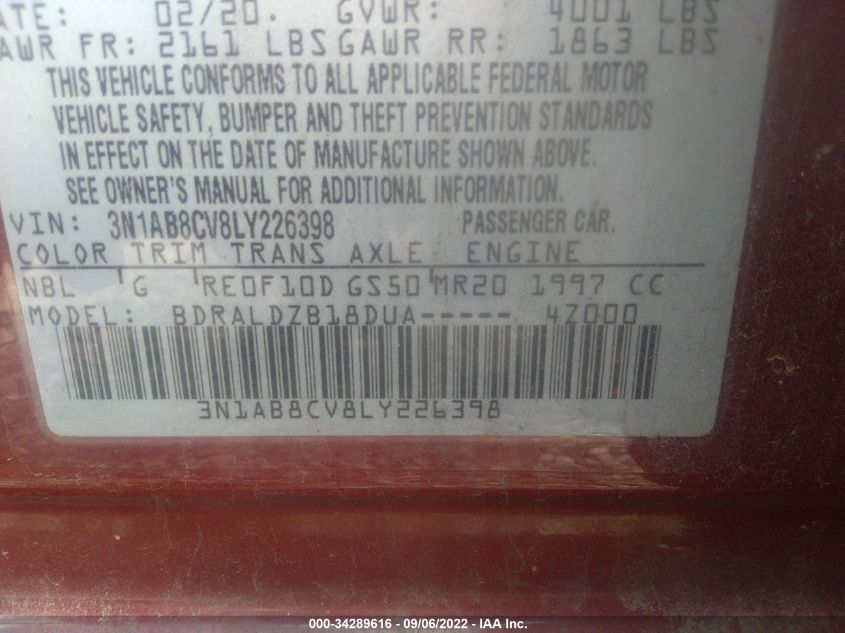 ATE: 02/20. GVWR: 4001 LBS
AWR FR: 2161 LBS GAWR RR: 1863 LBS
THIS VEHICLE CONFORMS TO ALL APPLICABLE FEDERAL MOTOR
VEHICLE SAFETY, BUMPER AND THEFT PREVENTION STANDARDS
IN EFFECT ON THE DATE OF MANUFACTURE SHOWN ABOVE.
SEE OWNER'S MANUAL FOR ADDITIONAL INFORMATION.
VIN: 3N1AB8CV8LY226398 PASSENGER CAR.
COLOR TRIM TRANS AXLE ENGINE
NBL G RE0F10D GS50 MR20 1997 CC
MODEL: BDRALDZB18DUA----- 4Z000
3N1AB8CV8LY226398
000-34289616 - 09/06/2022 - IAA Inc.